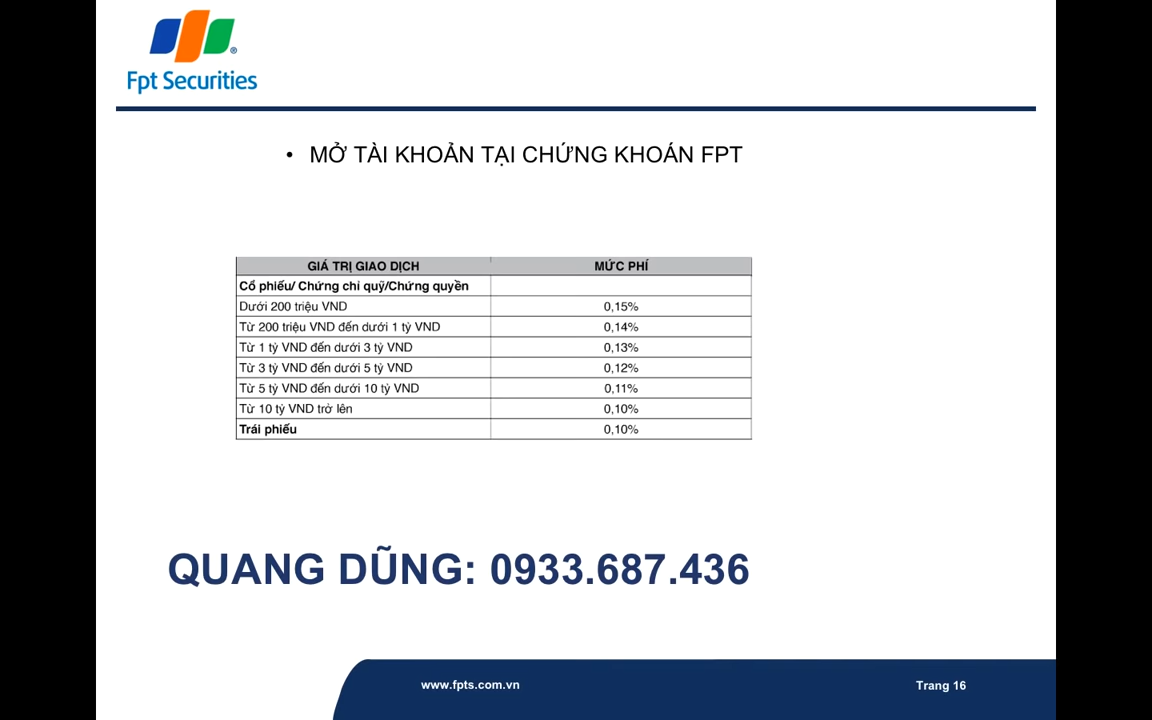 Fpt Securities
• MỞ TÀI KHOẢN TẠI CHỨNG KHOÁN FPT
GIÁ TRỊ GIAO DỊCH MỨC PHÍ
Cổ phiếu/ Chứng chỉ quỹ/Chứng quyền
Dưới 200 triệu VND 0,15%
Từ 200 triệu VND đến dưới 1 tỷ VND 0,14%
Từ 1 tỷ VND đến dưới 3 tỷ VND 0,13%
Từ 3 tỷ VND đến dưới 5 tỷ VND 0,12%
Từ 5 tỷ VND đến dưới 10 tỷ VND 0,11%
Từ 10 tỷ VND trở lên 0,10%
Trái phiếu 0,10%
QUANG DŨNG: 0933.687.436
www.fpts.com.vn Trang 16